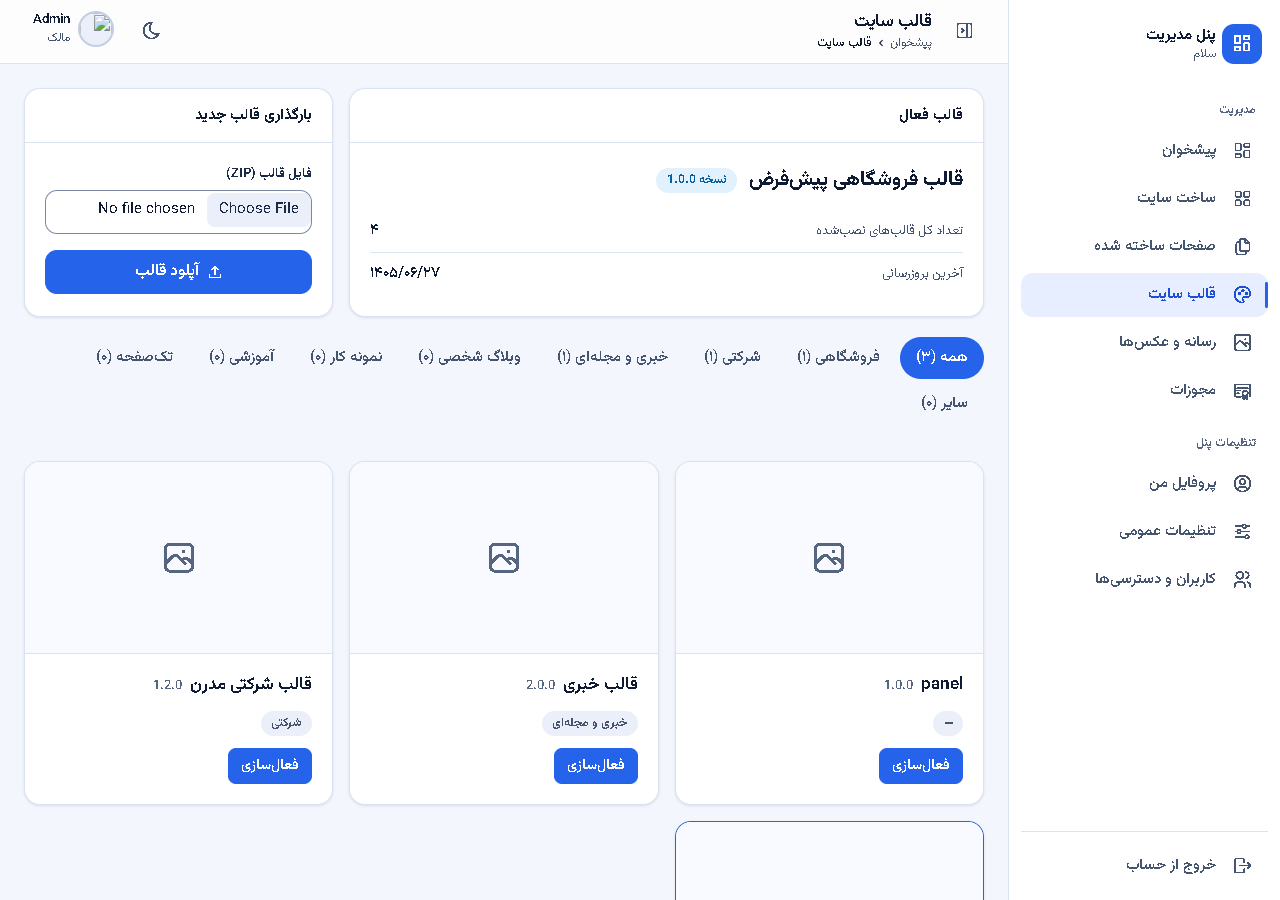 پنل مدیریت
سلام
مدیریت
پیشخوان
ساخت سایت
صفحات ساخته شده
قالب سایت
رسانه و عکس‌ها
مجوزات
تنظیمات پنل
پروفایل من
تنظیمات عمومی
کاربران و دسترسی‌ها
خروج از حساب
قالب سایت
پیشخوان › قالب سایت
Admin
مالک
قالب فعال
قالب فروشگاهی پیش‌فرض نسخه 1.0.0
تعداد کل قالب‌های نصب‌شده ۴
آخرین بروزرسانی ۱۴۰۵/۰۶/۲۷
بارگذاری قالب جدید
فایل قالب (ZIP)
Choose File No file chosen
آپلود قالب
همه (۳) فروشگاهی (۱) شرکتی (۱) خبری و مجله‌ای (۱) وبلاگ شخصی (۰) نمونه کار (۰) آموزشی (۰) تک‌صفحه (۰)
سایر (۰)
panel 1.0.0
—
فعال‌سازی
قالب خبری 2.0.0
خبری و مجله‌ای
فعال‌سازی
قالب شرکتی مدرن 1.2.0
شرکتی
فعال‌سازی